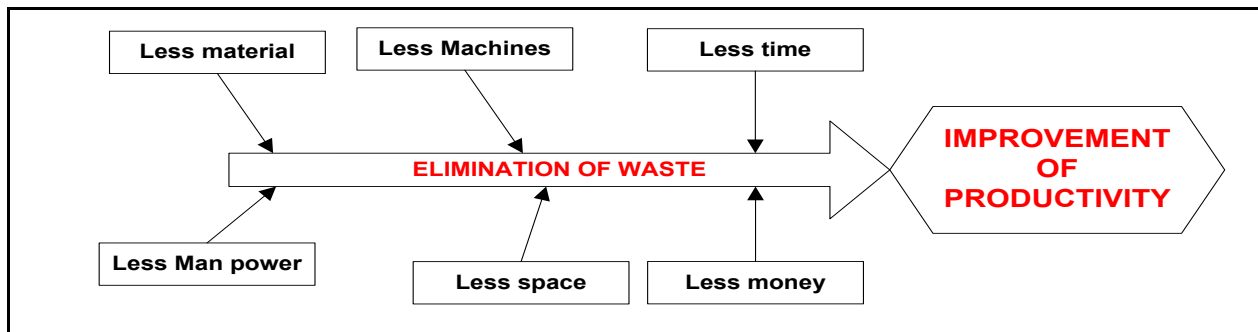 Less material
Less Machines
Less time
ELIMINATION OF WASTE
IMPROVEMENT
OF
PRODUCTIVITY
Less Man power
Less space
Less money